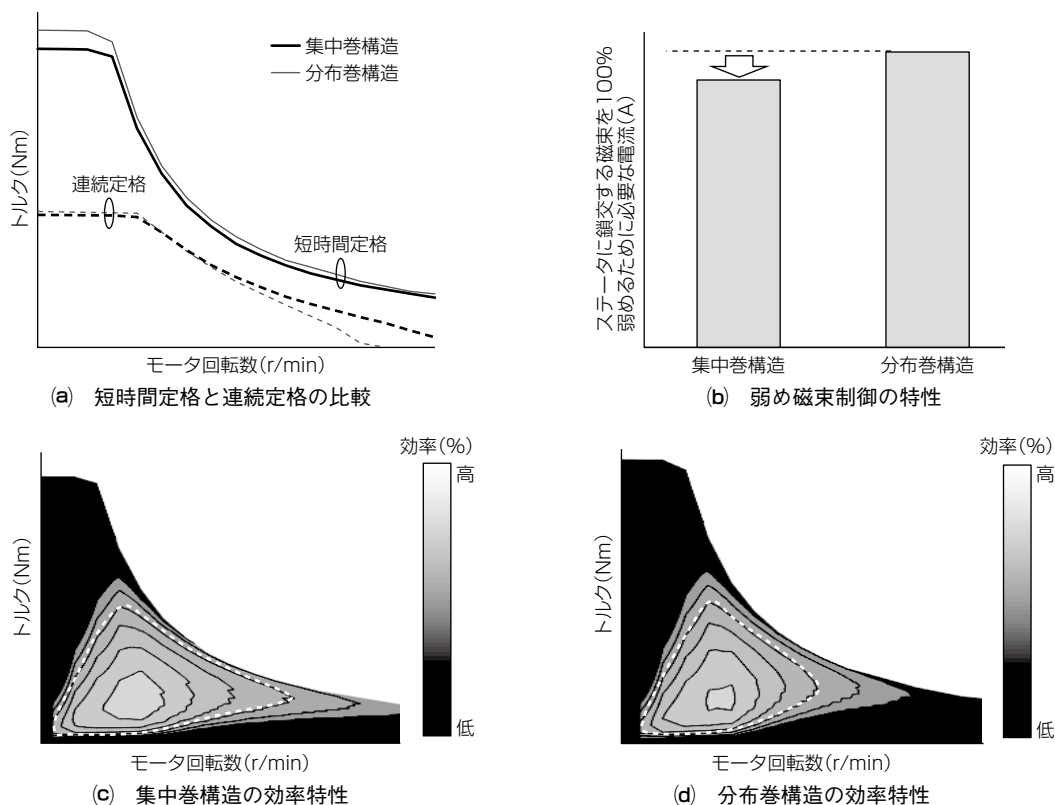 集中巻構造
分布巻構造
連続定格
短時間定格
トルク(Nm)
モータ回転数(r/min)
(a) 短時間定格と連続定格の比較
ステータに鎖交する磁束を100%
弱めるために必要な電流(A)
集中巻構造
分布巻構造
(b) 弱め磁束制御の特性
効率(%)
高
低
トルク(Nm)
モータ回転数(r/min)
(c) 集中巻構造の効率特性
効率(%)
高
低
トルク(Nm)
モータ回転数(r/min)
(d) 分布巻構造の効率特性